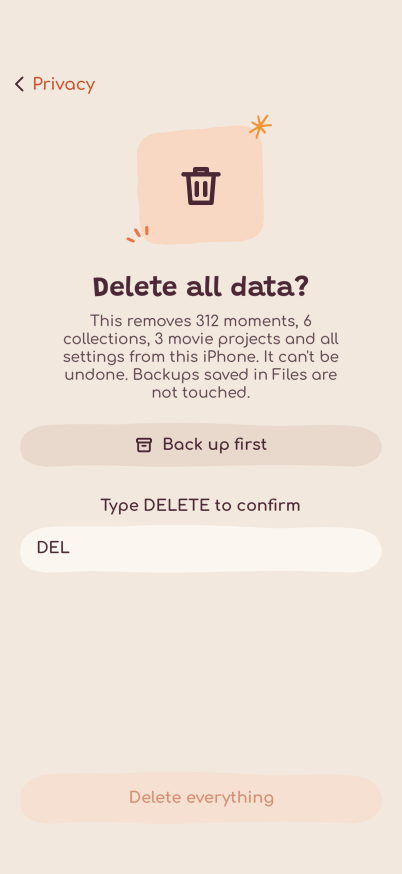 Privacy
Delete all data?
This removes 312 moments, 6
collections, 3 movie projects and all
settings from this iPhone. It can't be
undone. Backups saved in Files are
not touched.
Back up first
Type DELETE to confirm
DEL
Delete everything